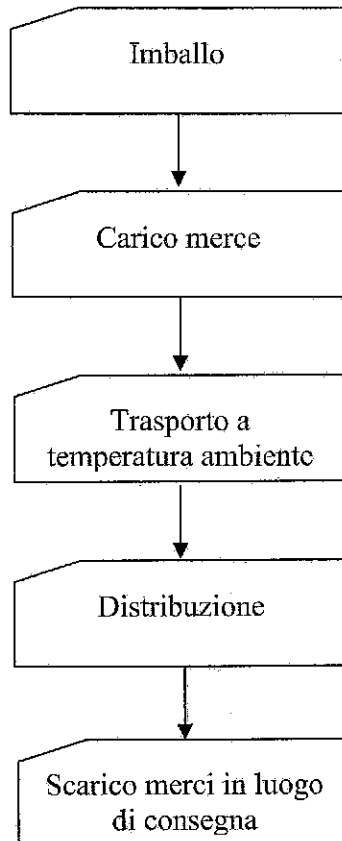 Imballo
Carico merce
Trasporto a
temperatura ambiente
Distribuzione
Scarico merci in luogo
di consegna